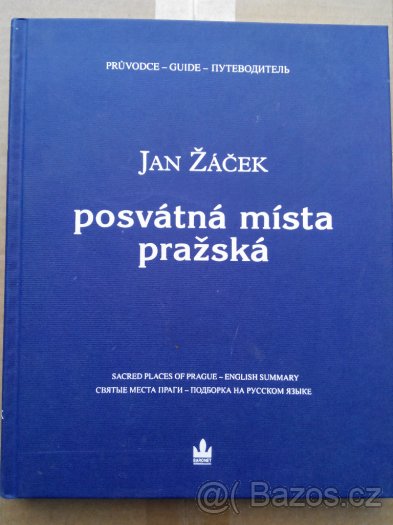 PRŮVODCE – GUIDE – ПУТЕВОДИТЕЛЬ
JAN ŽÁČEK
posvátná místa
pražská
SACRED PLACES OF PRAGUE – ENGLISH SUMMARY
СВЯТЫЕ МЕСТА ПРАГИ – ПОДБОРКА НА РУССКОМ ЯЗЫКЕ
BARONET
Bazos.cz